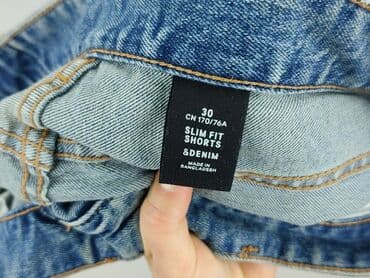 30
CN 170/76A
SLIM FIT
SHORTS
&DENIM
MADE IN
BANGLADESH